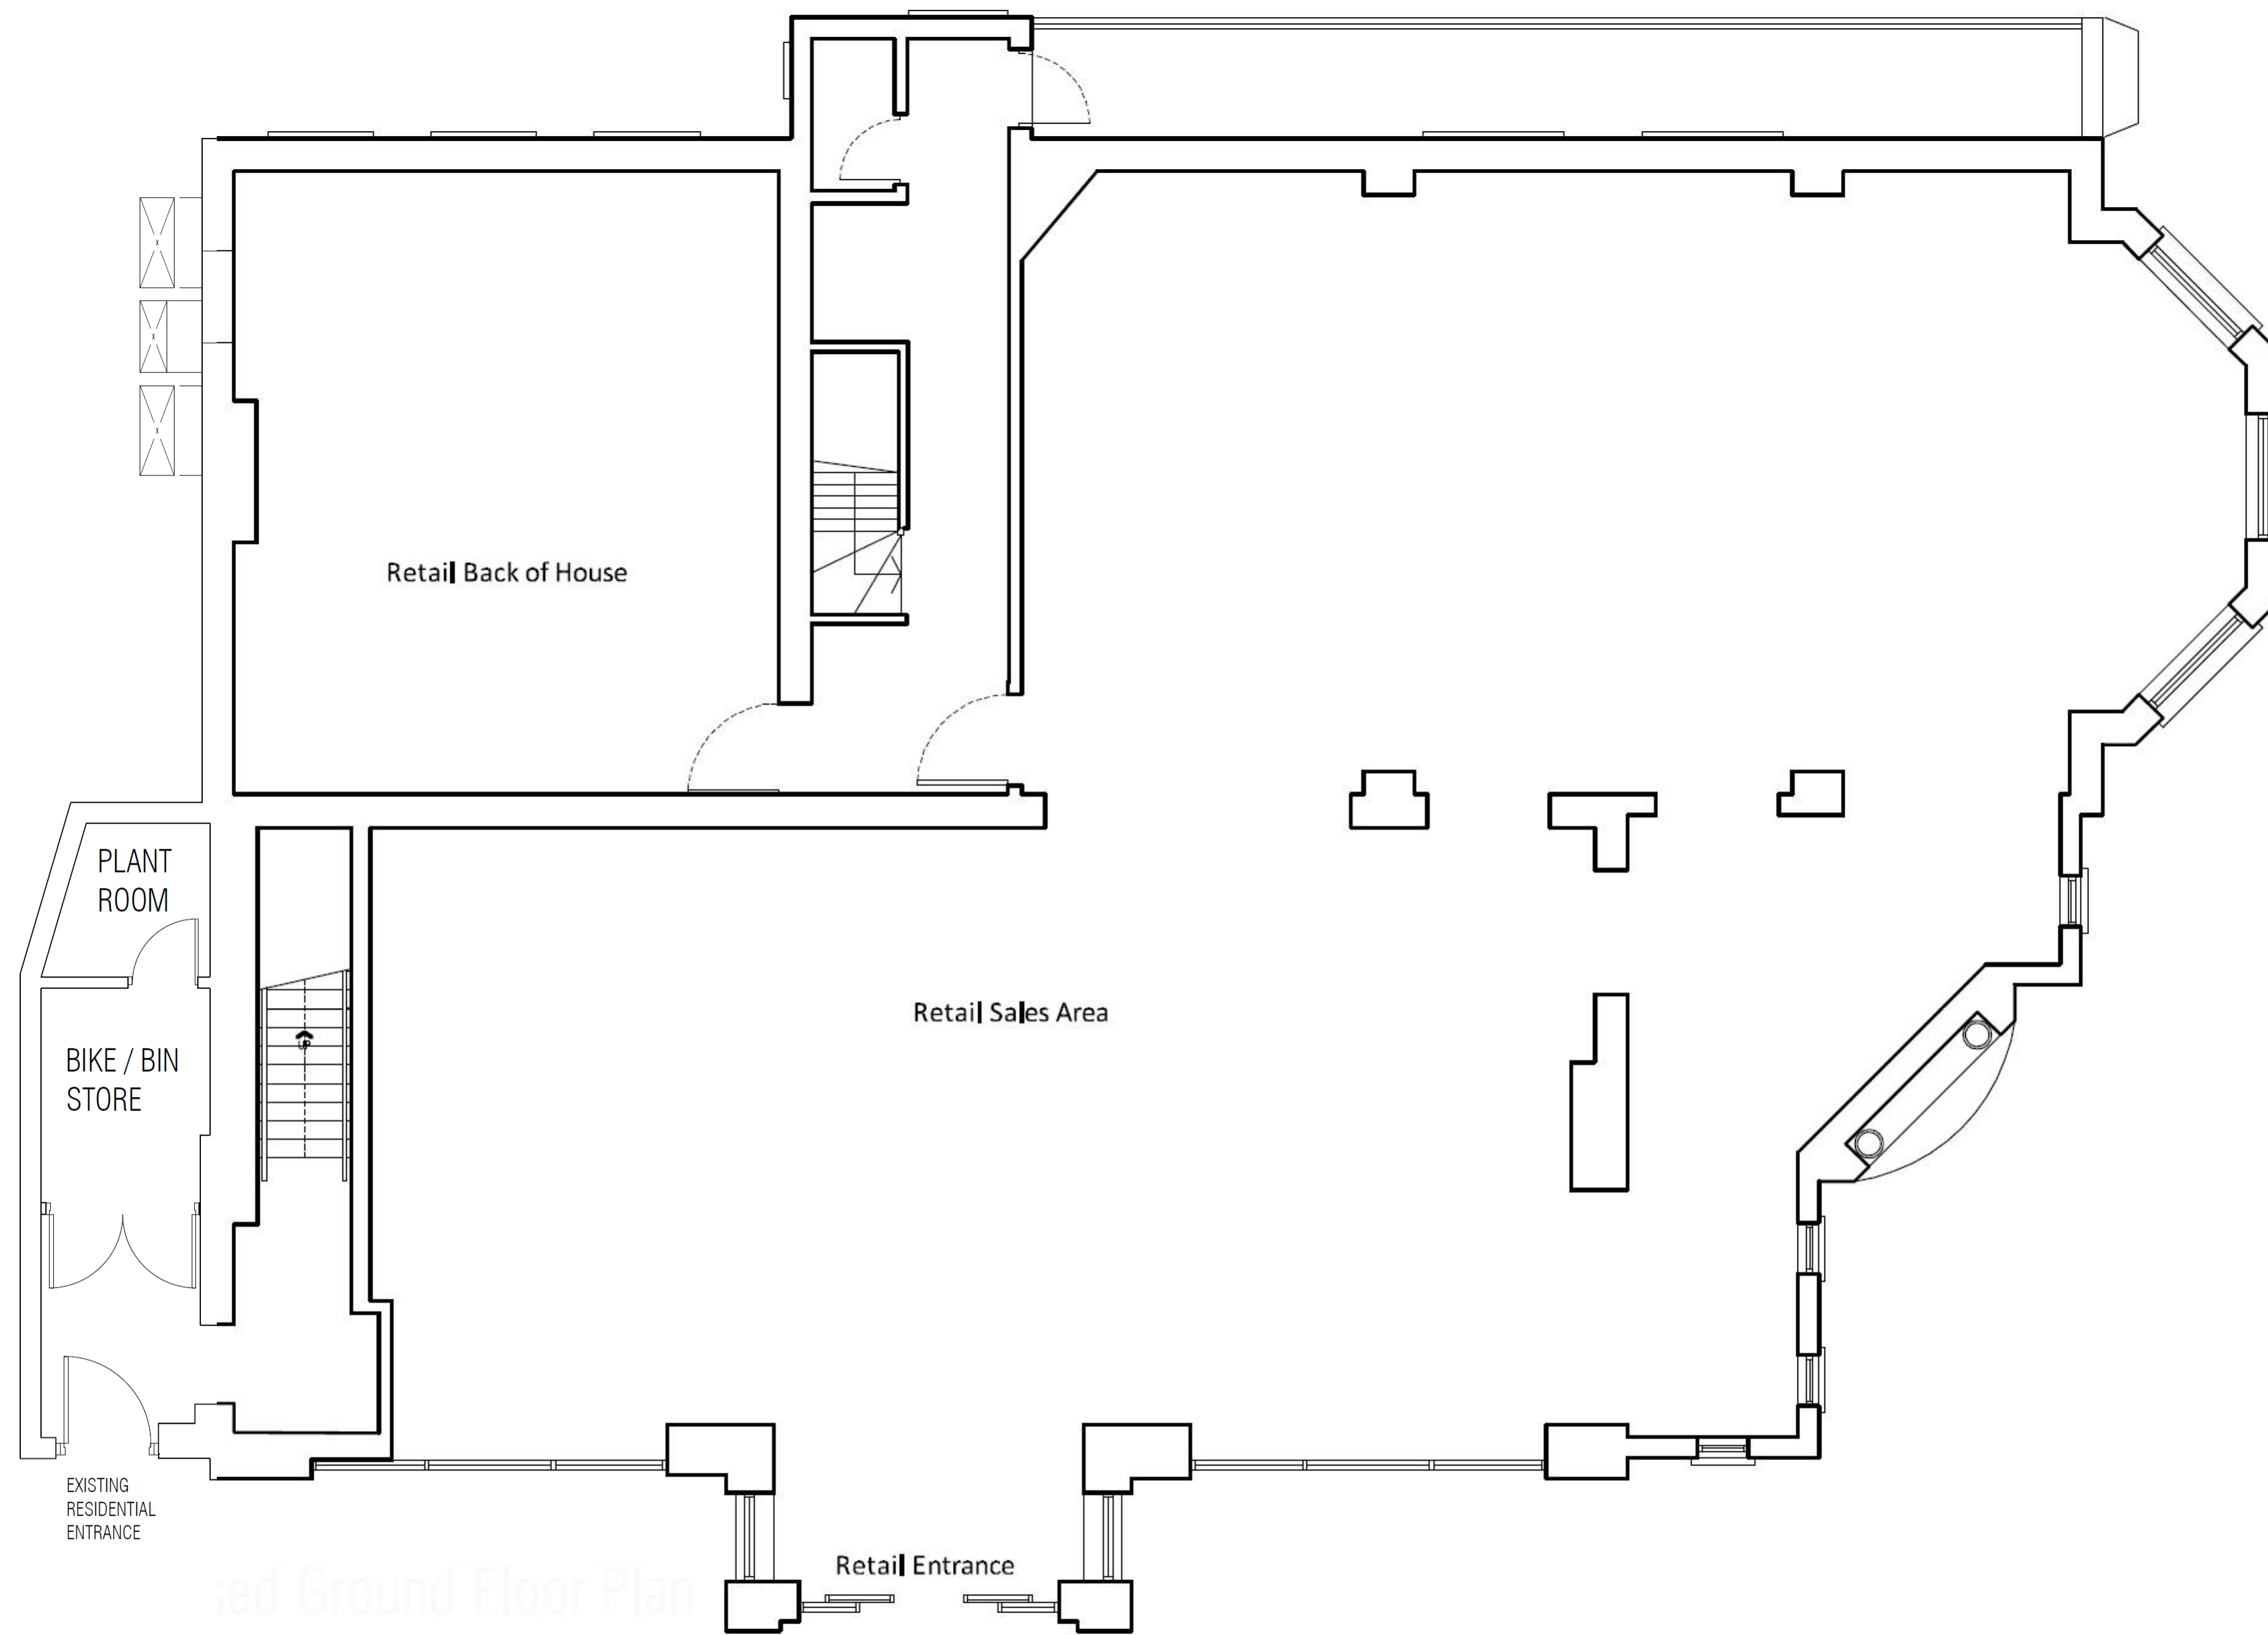 Retail Back of House
PLANT
ROOM
Retail Sales Area
BIKE / BIN
STORE
EXISTING
RESIDENTIAL
ENTRANCE
Retail Entrance
Ground Floor Plan